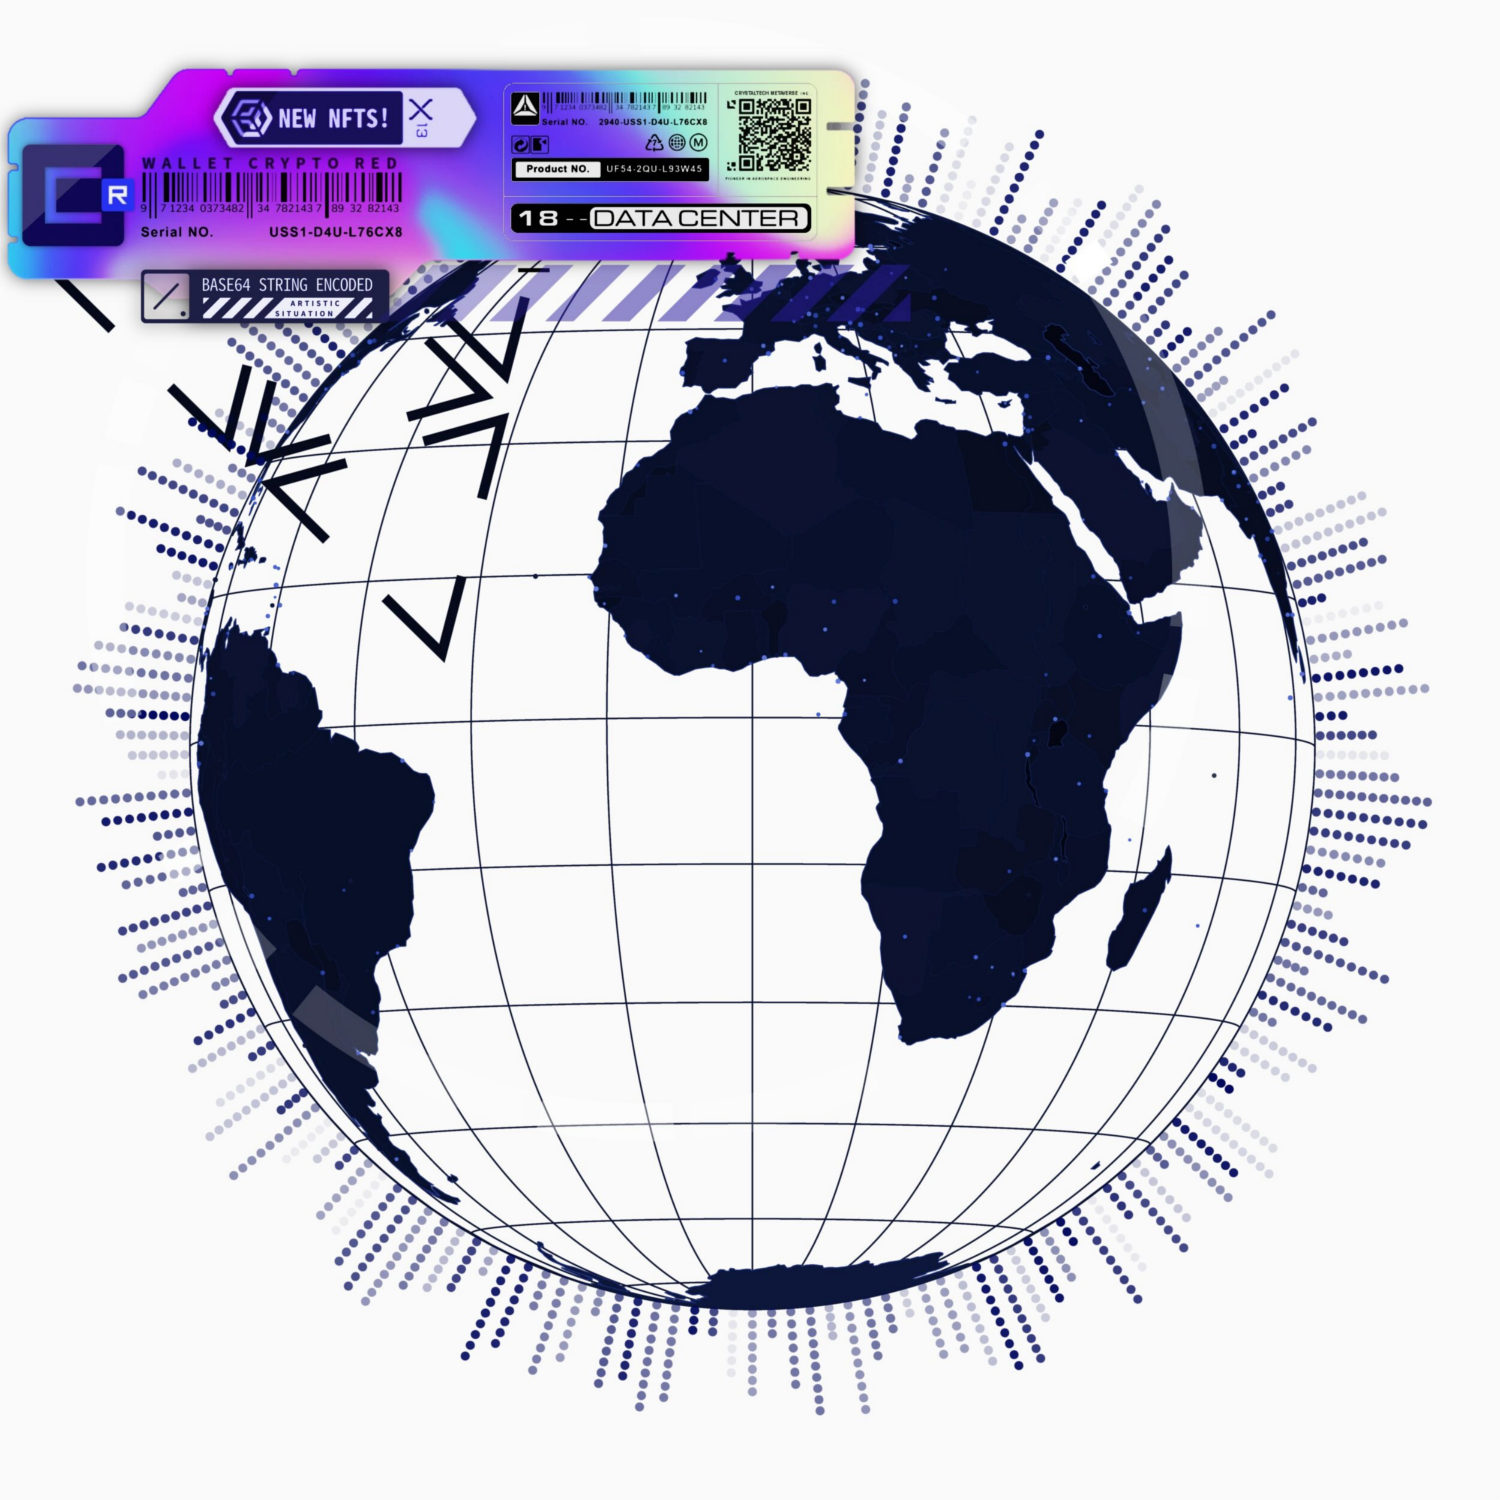 NEW NFTS!
X
13
WALLET CRYPTO RED
R
9 71234 0373482 34 782143 7 89 32 82143
Serial NO. USS1-D4U-L76CX8
BASE64 STRING ENCODED
ARTISTIC
SITUATION
9 7 1234 0373482 34 782143 7 89 32 82143
Serial NO. 2940-USS1-D4U-L76CX8
7
M
Product NO. UF54-2QU-L93W45
18--DATA CENTER
CRYSTALTECH METAVERSE INC
PIONEER IN AEROSPACE ENGINEERING